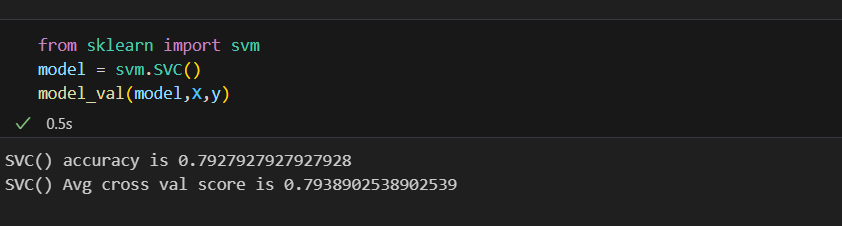 from sklearn import svm
model = svm.SVC()
model_val(model,X,y)
0.5s
SVC() accuracy is 0.7927927927927928
SVC() Avg cross val score is 0.7938902538902539